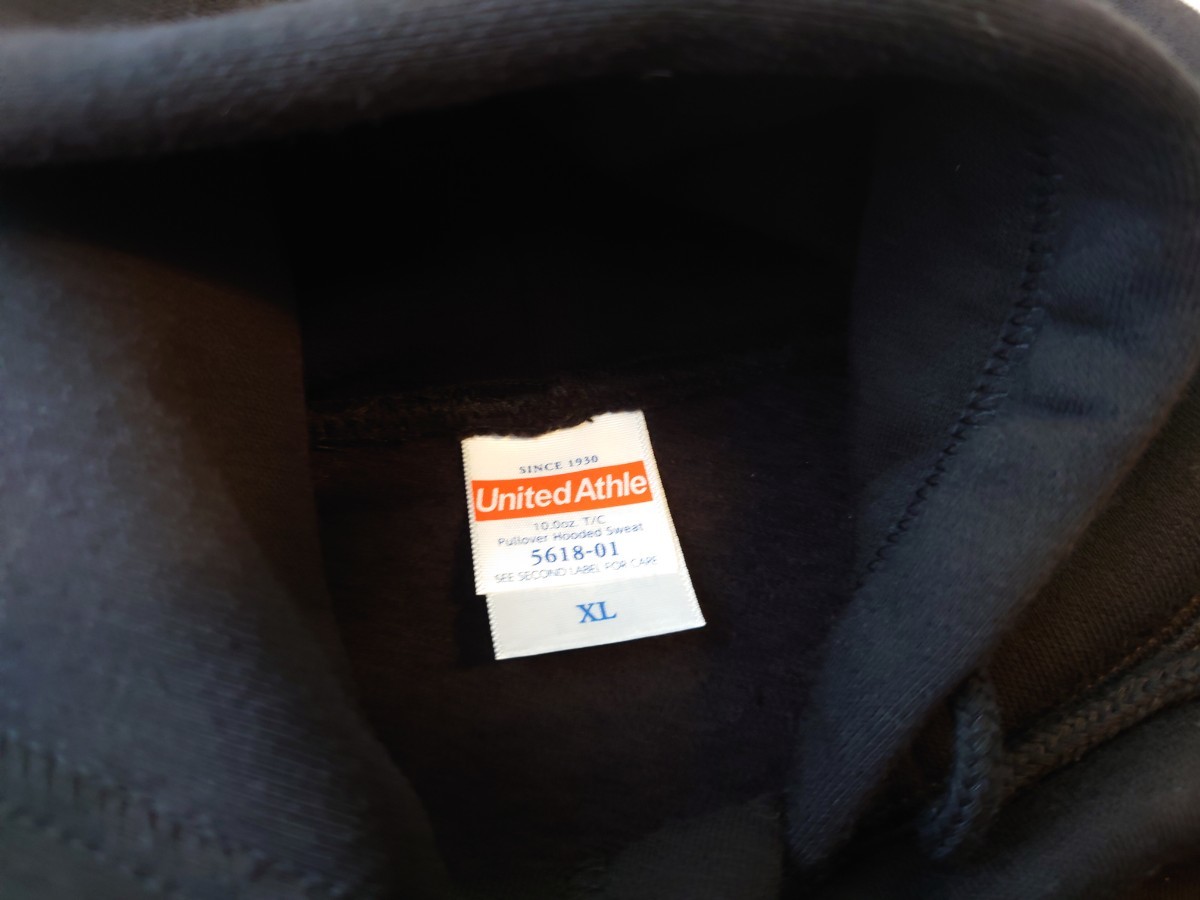 SINCE 1930
United Athle
10.0oz. T/C
Pullover Hooded Sweat
5618-01
SEE SECOND LABEL FOR CARE
XL